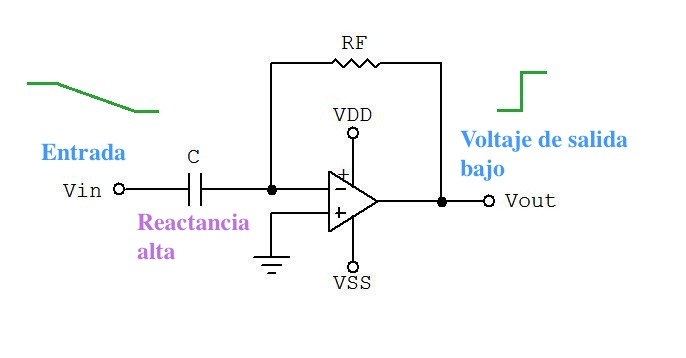 RF
VDD
Voltaje de salida
bajo
Entrada
C
+
−
Vin
Vout
+
Reactancia
alta
VSS